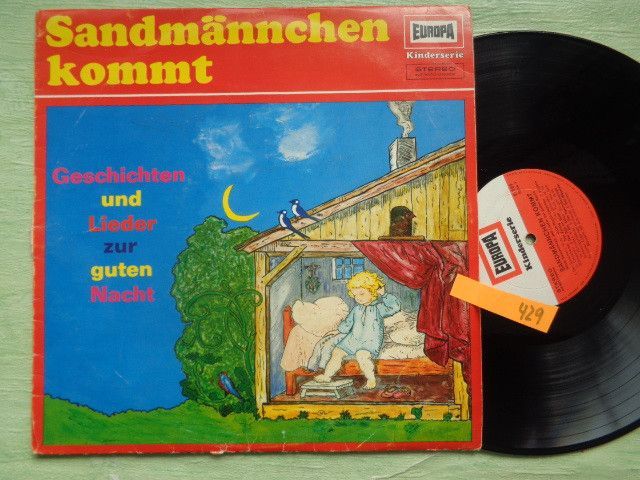 Sandmännchen
kommt
EUROPA
Kinderserie
STEREO
Geschichten
und
Lieder
zur
guten
Nacht
EUROPA
Kinderserie
429